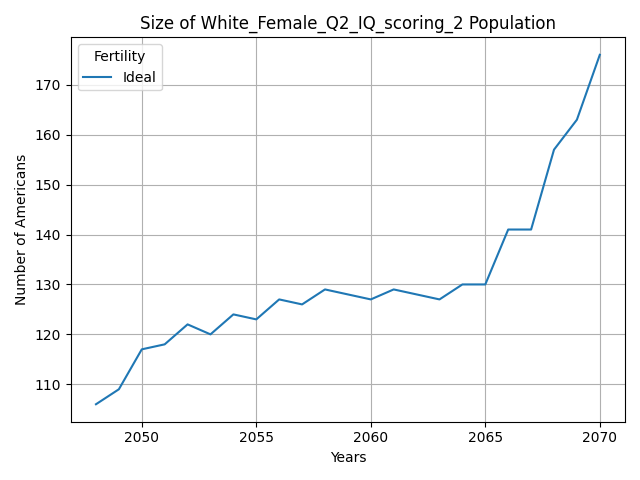 Size of White_Female_Q2_IQ_scoring_2 Population
Fertility
Ideal
Number of Americans
170
160
150
140
130
120
110
2050 2055 2060 2065 2070
Years